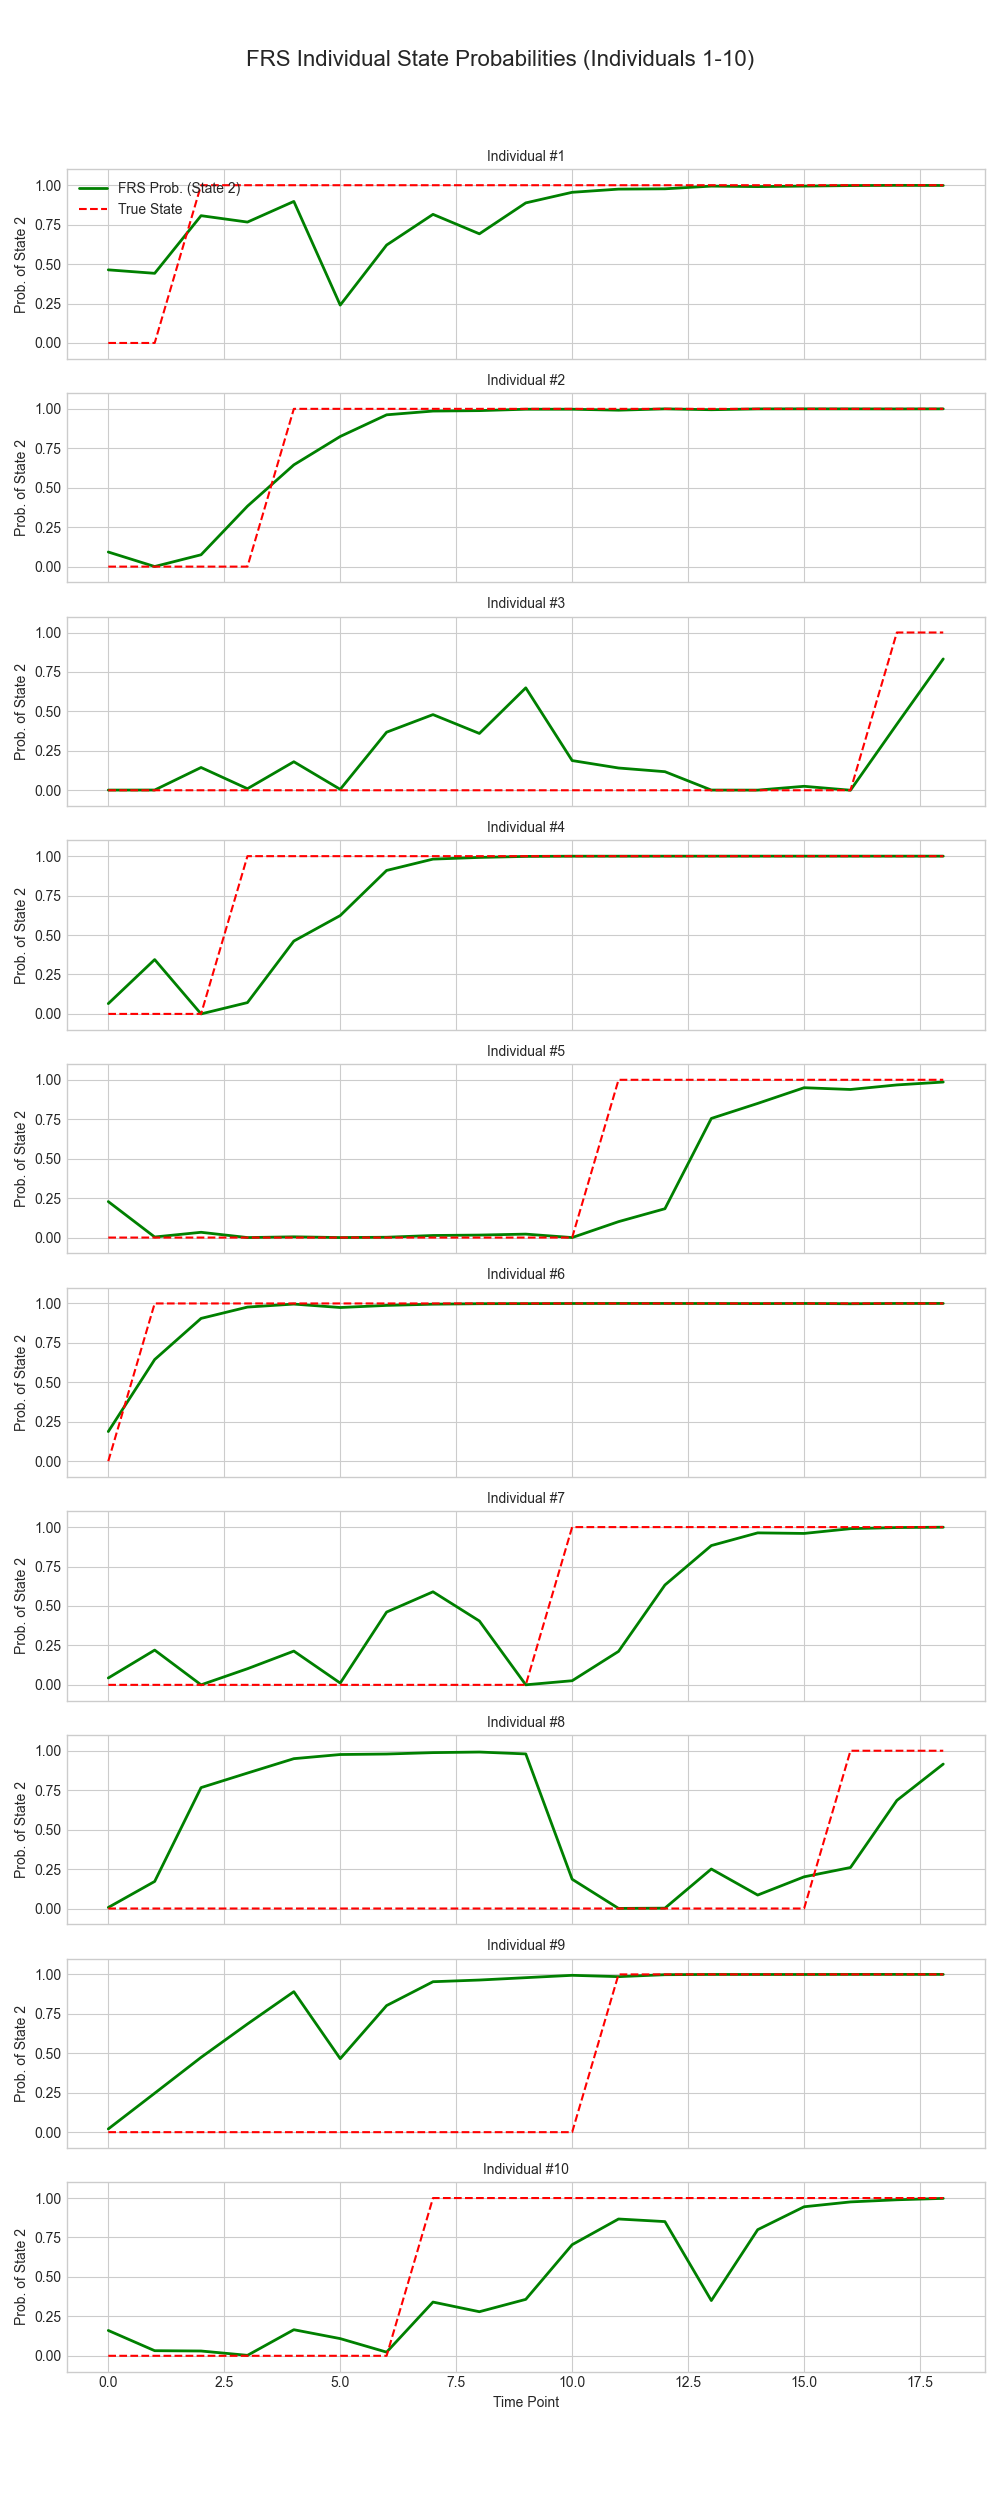 FRS Individual State Probabilities (Individuals 1-10)
Individual #1
FRS Prob. (State 2)
True State
1.00
0.75
0.50
0.25
0.00
Prob. of State 2
Individual #2
1.00
0.75
0.50
0.25
0.00
Prob. of State 2
Individual #3
1.00
0.75
0.50
0.25
0.00
Prob. of State 2
Individual #4
1.00
0.75
0.50
0.25
0.00
Prob. of State 2
Individual #5
1.00
0.75
0.50
0.25
0.00
Prob. of State 2
Individual #6
1.00
0.75
0.50
0.25
0.00
Prob. of State 2
Individual #7
1.00
0.75
0.50
0.25
0.00
Prob. of State 2
Individual #8
1.00
0.75
0.50
0.25
0.00
Prob. of State 2
Individual #9
1.00
0.75
0.50
0.25
0.00
Prob. of State 2
Individual #10
1.00
0.75
0.50
0.25
0.00
Prob. of State 2
0.0 2.5 5.0 7.5 10.0 12.5 15.0 17.5
Time Point